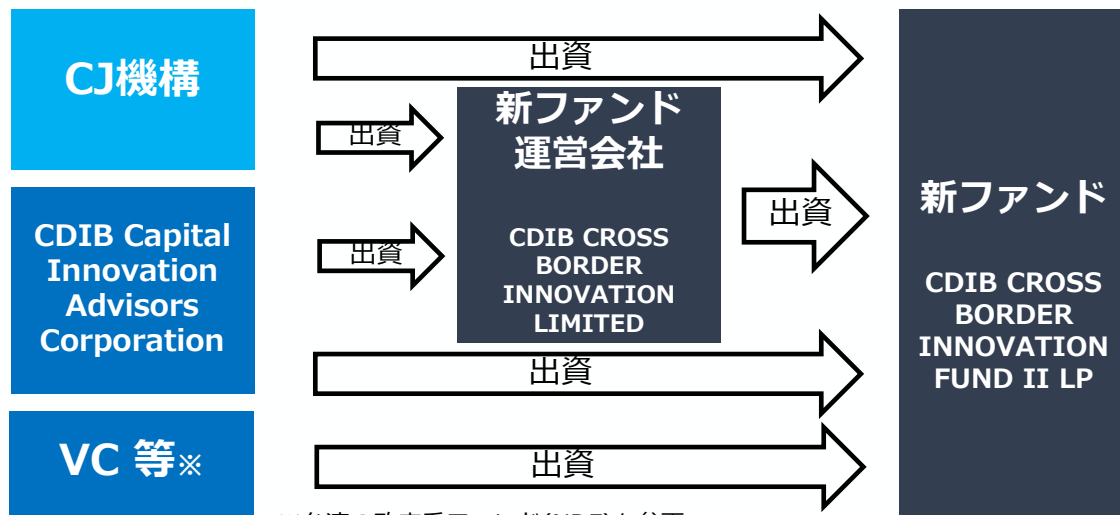 CJ機構
CDIB Capital
Innovation
Advisors
Corporation
VC 等※
出資
出資
出資
出資
出資
出資
新ファンド
運営会社
CDIB CROSS
BORDER
INNOVATION
LIMITED
新ファンド
CDIB CROSS
BORDER
INNOVATION
FUND II LP